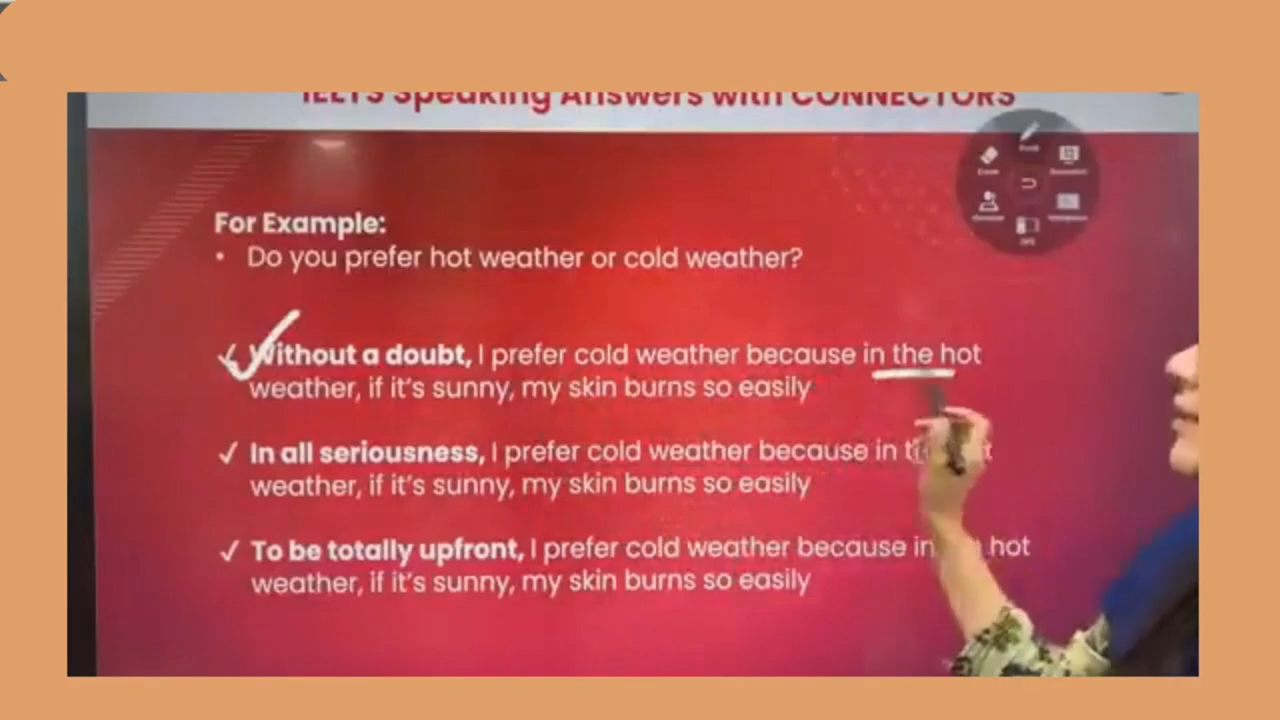 IELTS Speaking Answers with CONNECTORS
For Example:
• Do you prefer hot weather or cold weather?
✓ Without a doubt, I prefer cold weather because in the hot
weather, if it's sunny, my skin burns so easily
✓ In all seriousness, I prefer cold weather because in
weather, if it's sunny, my skin burns so easily
✓ To be totally upfront, I prefer cold weather because in hot
weather, if it's sunny, my skin burns so easily